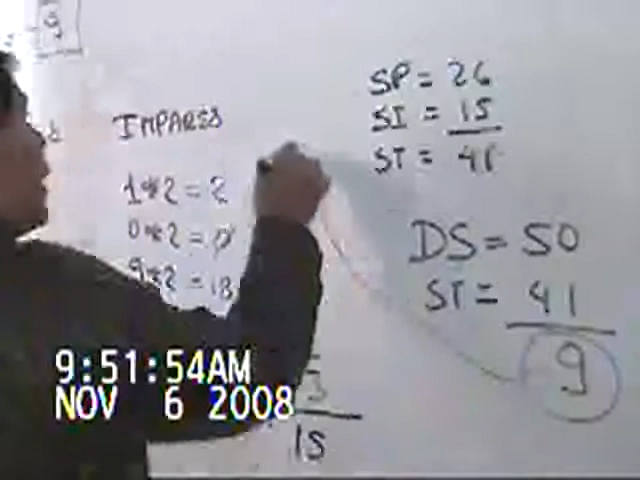 9
IMPARES
1*2 = 2
0*2 = 0
9*2 = 18
3
15
SP = 26
SI = 15
ST = 41
DS = 50
ST = 41
9
9:51:54AM
NOV 6 2008